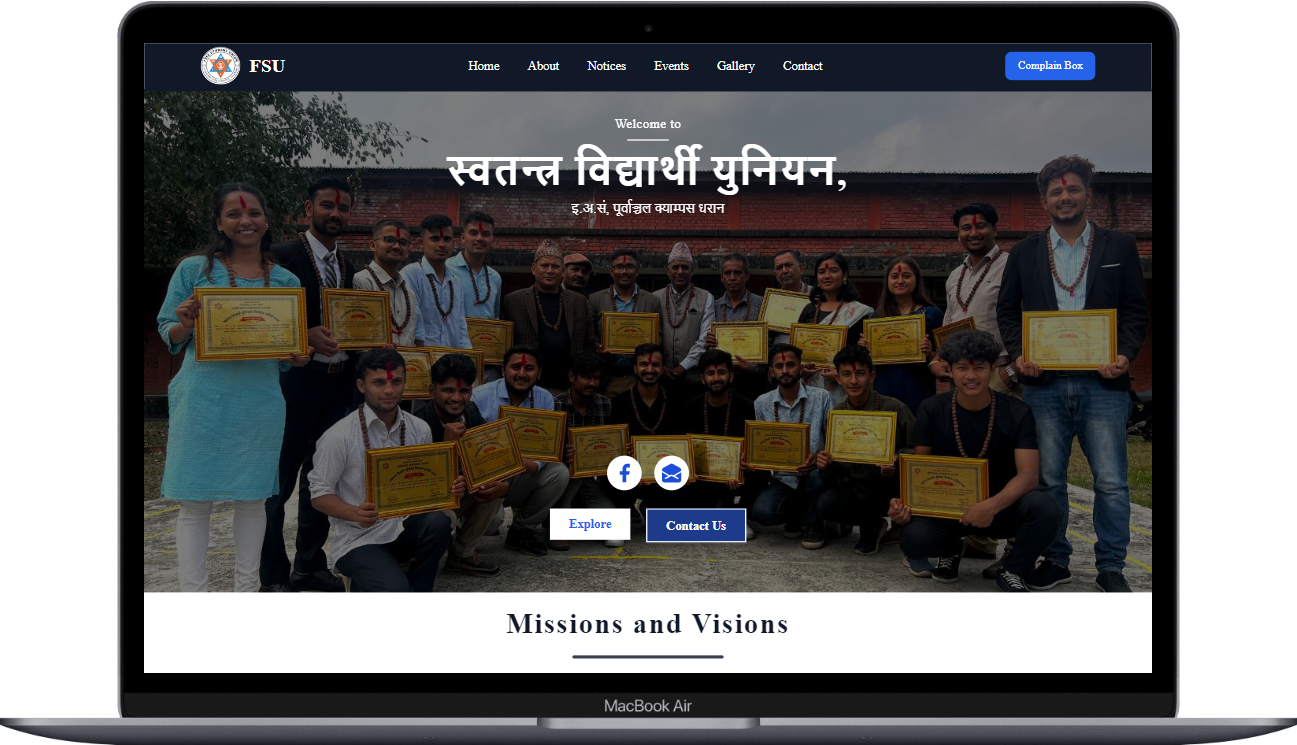 FSU
Home About Notices Events Gallery Contact
Complain Box
Welcome to
स्वतन्त्र विद्यार्थी युनियन,
इ.अ.सं, पूर्वाञ्चल क्याम्पस धरान
Explore
Contact Us
Missions and Visions
MacBook Air